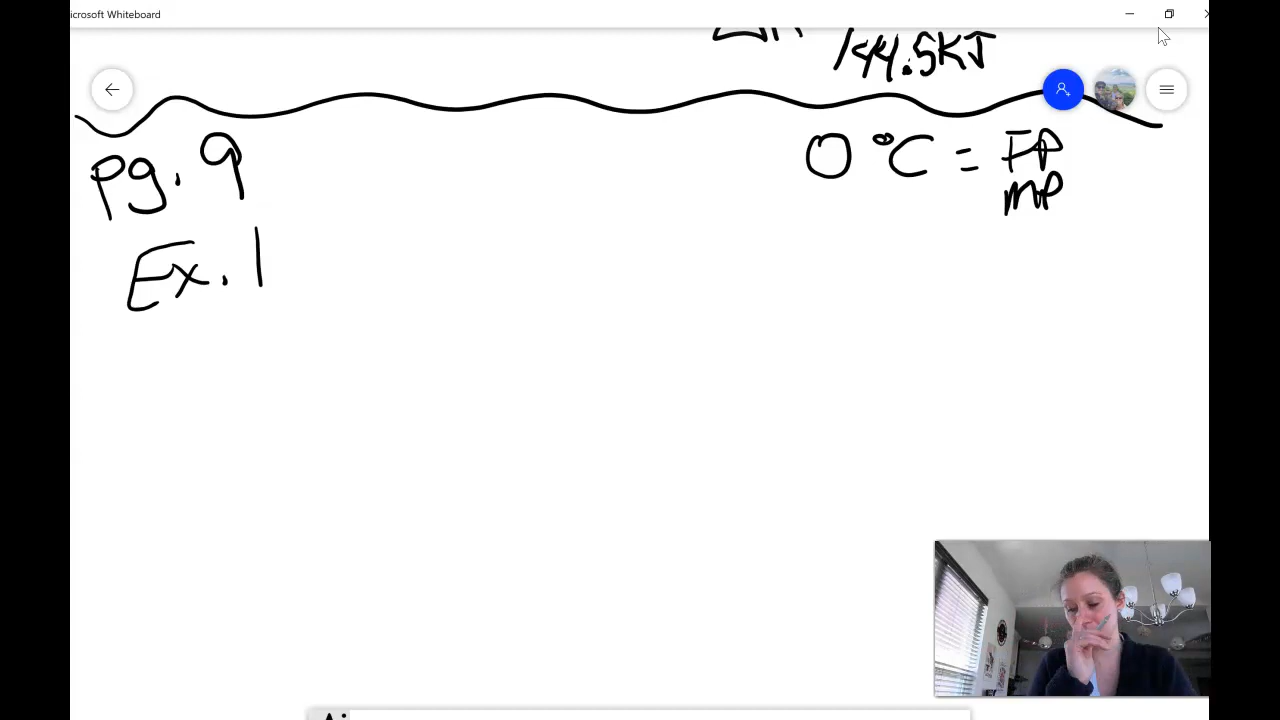 icrosoft Whiteboard
144.5KJ
pg. 9
0 °C = FP
MP
Ex. 1